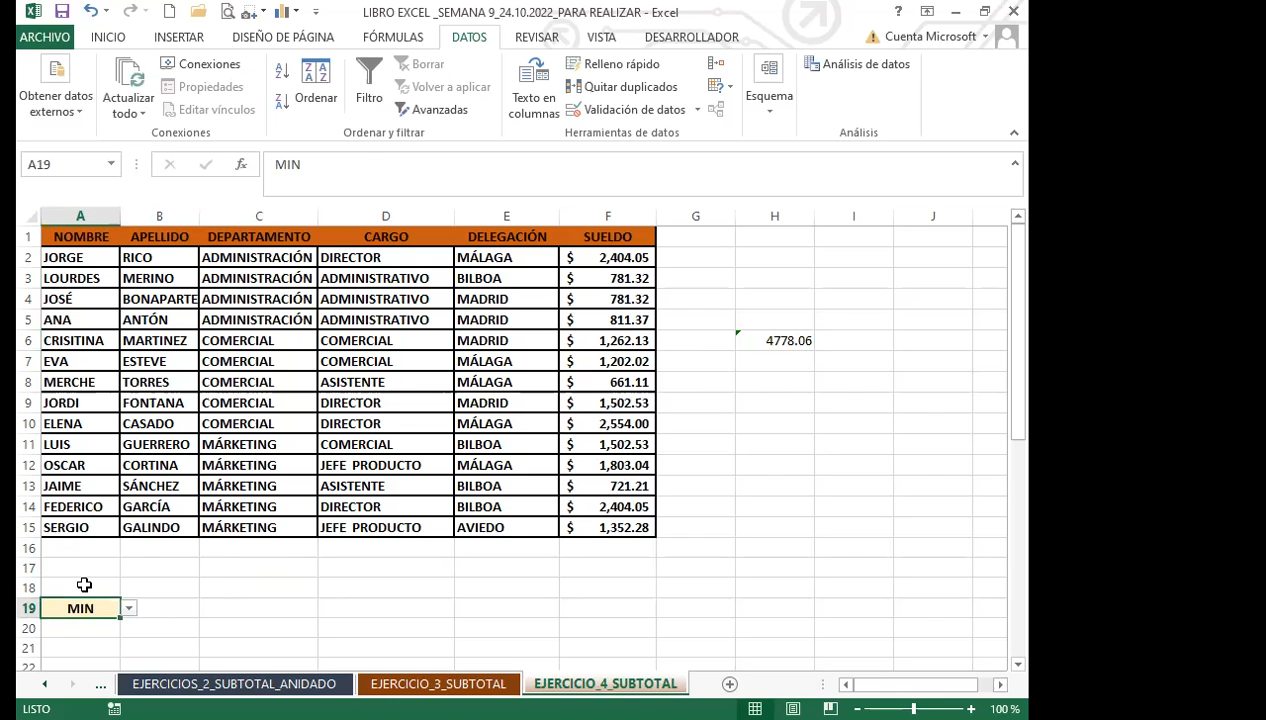 LIBRO EXCEL _SEMANA 9_24.10.2022_PARA REALIZAR - Excel
ARCHIVO INICIO INSERTAR DISEÑO DE PÁGINA FÓRMULAS DATOS REVISAR VISTA DESARROLLADOR Cuenta Microsoft
Obtener datos externos
Actualizar todo
Conexiones
Propiedades
Editar vínculos
Conexiones
Ordenar
Filtro
Borrar
Volver a aplicar
Avanzadas
Ordenar y filtrar
Texto en columnas
Relleno rápido
Quitar duplicados
Validación de datos
Herramientas de datos
Esquema
Análisis de datos
Análisis
A19 fx MIN
A B C D E F G H I J
1 NOMBRE APELLIDO DEPARTAMENTO CARGO DELEGACIÓN SUELDO
2 JORGE RICO ADMINISTRACIÓN DIRECTOR MÁLAGA $ 2,404.05
3 LOURDES MERINO ADMINISTRACIÓN ADMINISTRATIVO BILBOA $ 781.32
4 JOSÉ BONAPARTE ADMINISTRACIÓN ADMINISTRATIVO MADRID $ 781.32
5 ANA ANTÓN ADMINISTRACIÓN ADMINISTRATIVO MADRID $ 811.37
6 CRISITINA MARTINEZ COMERCIAL COMERCIAL MADRID $ 1,262.13 4778.06
7 EVA ESTEVE COMERCIAL COMERCIAL MÁLAGA $ 1,202.02
8 MERCHE TORRES COMERCIAL ASISTENTE MÁLAGA $ 661.11
9 JORDI FONTANA COMERCIAL DIRECTOR MADRID $ 1,502.53
10 ELENA CASADO COMERCIAL DIRECTOR MÁLAGA $ 2,554.00
11 LUIS GUERRERO MÁRKETING COMERCIAL BILBOA $ 1,502.53
12 OSCAR CORTINA MÁRKETING JEFE PRODUCTO MÁLAGA $ 1,803.04
13 JAIME SÁNCHEZ MÁRKETING ASISTENTE BILBOA $ 721.21
14 FEDERICO GARCÍA MÁRKETING DIRECTOR BILBOA $ 2,404.05
15 SERGIO GALINDO MÁRKETING JEFE PRODUCTO AVIEDO $ 1,352.28
16
17
18
19 MIN
20
21
22
... EJERCICIOS_2_SUBTOTAL_ANIDADO EJERCICIO_3_SUBTOTAL EJERCICIO_4_SUBTOTAL
LISTO 100 %